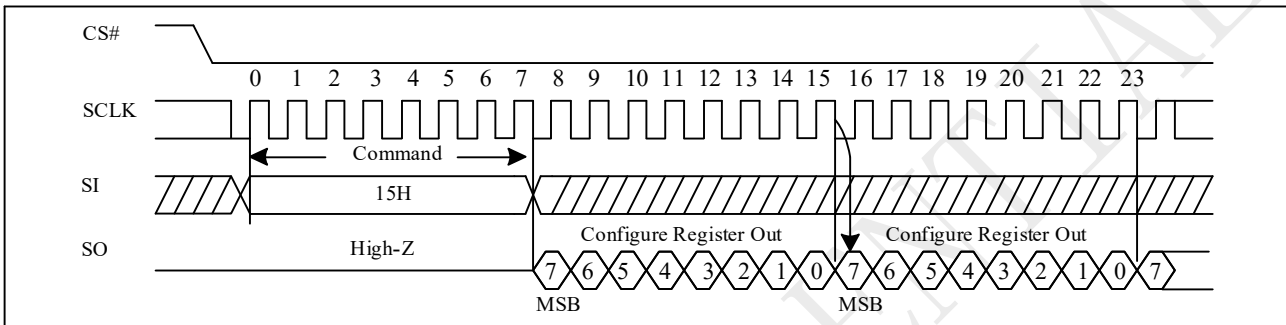 CS#
0 1 2 3 4 5 6 7 8 9 10 11 12 13 14 15 16 17 18 19 20 21 22 23
SCLK
Command
SI
15H
SO
High-Z
Configure Register Out
Configure Register Out
7 6 5 4 3 2 1 0 7 6 5 4 3 2 1 0 7
MSB
MSB